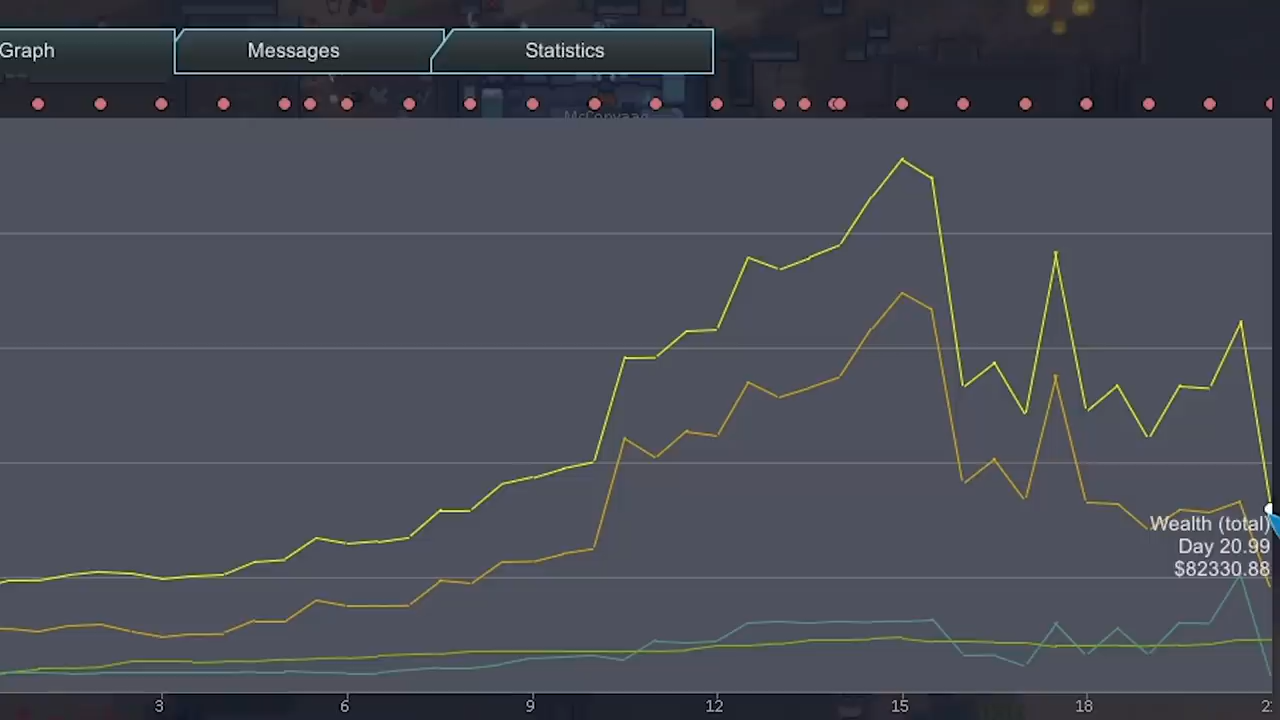 Graph
Messages
Statistics
Wealth (total)
Day 20.99
$82330.88
3
6
9
12
15
18